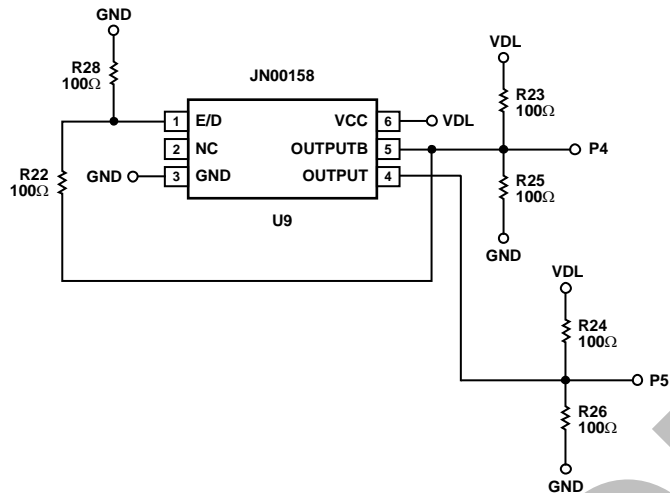 GND
R28
100Ω
JN00158
VDL
R23
100Ω
1 E/D VCC 6 VDL
2 NC OUTPUTB 5 P4
R22
100Ω
GND 3 GND OUTPUT 4
R25
100Ω
U9
GND
VDL
R24
100Ω
P5
R26
100Ω
GND